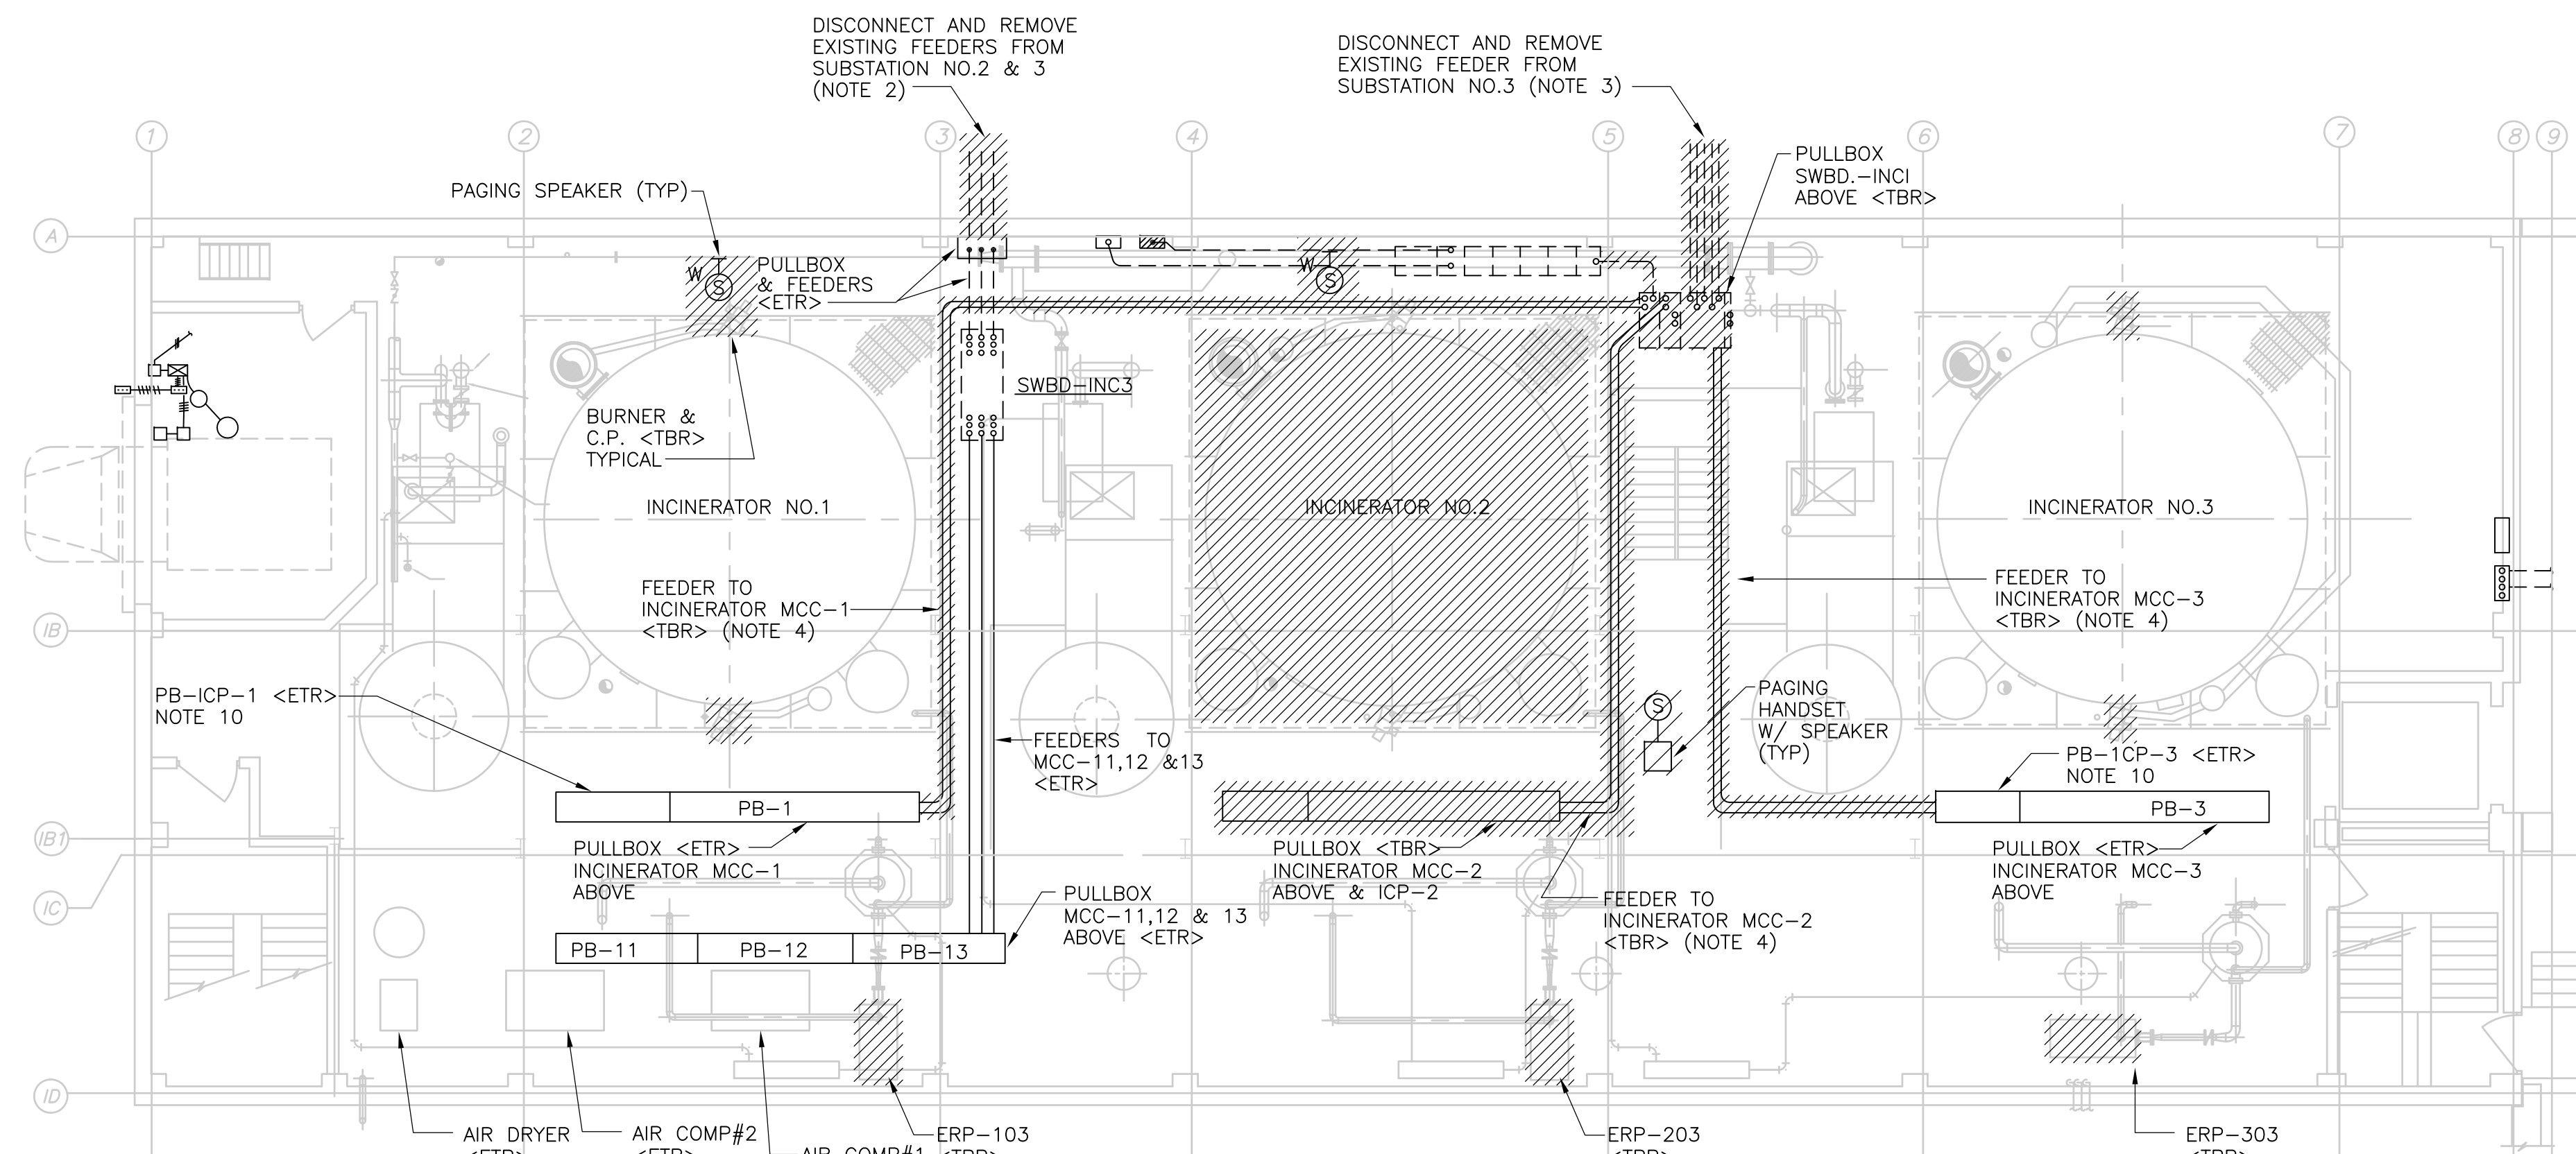 DISCONNECT AND REMOVE
EXISTING FEEDERS FROM
SUBSTATION NO.2 & 3
(NOTE 2)
DISCONNECT AND REMOVE
EXISTING FEEDER FROM
SUBSTATION NO.3 (NOTE 3)
1
2
3
4
5
6
7
8
9
PULLBOX
SWBD.-INCI
ABOVE <TBR>
PAGING SPEAKER (TYP)
A
W
S
PULLBOX
& FEEDERS
<ETR>
W
S
SWBD-INC3
BURNER &
C.P. <TBR>
TYPICAL
INCINERATOR NO.1
INCINERATOR NO.2
INCINERATOR NO.3
FEEDER TO
INCINERATOR MCC-1
<TBR> (NOTE 4)
FEEDER TO
INCINERATOR MCC-3
<TBR> (NOTE 4)
IB
PB-ICP-1 <ETR>
NOTE 10
S
PAGING
HANDSET
W/ SPEAKER
(TYP)
FEEDERS TO
MCC-11,12 &13
<ETR>
PB-1CP-3 <ETR>
NOTE 10
PB-1
PB-3
IB1
PULLBOX <ETR>
INCINERATOR MCC-1
ABOVE
PULLBOX <TBR>
INCINERATOR MCC-2
ABOVE & ICP-2
PULLBOX <ETR>
INCINERATOR MCC-3
ABOVE
IC
PULLBOX
MCC-11,12 & 13
ABOVE <ETR>
FEEDER TO
INCINERATOR MCC-2
<TBR> (NOTE 4)
PB-11
PB-12
PB-13
ID
AIR DRYER
<ETR>
AIR COMP#2
<ETR>
AIR COMP#1
ERP-103
<TBR>
ERP-203
<TBR>
ERP-303
<TBR>